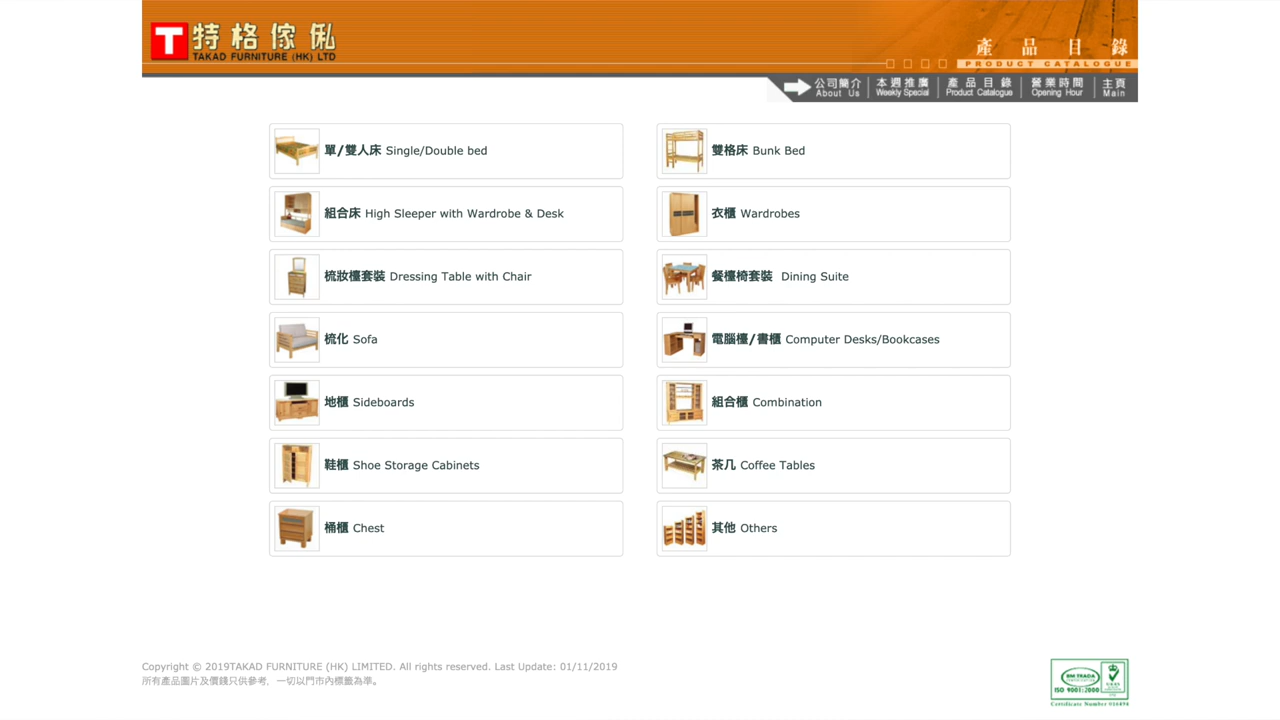 特格傢俬
TAKAD FURNITURE (HK) LTD
產品目錄
PRODUCT CATALOGUE
公司簡介 本週推廣 產品目錄 營業時間 主頁
About Us Weekly Special Product Catalogue Opening Hour Main
單/雙人床 Single/Double bed
雙格床 Bunk Bed
組合床 High Sleeper with Wardrobe & Desk
衣櫃 Wardrobes
梳妝檯套裝 Dressing Table with Chair
餐檯椅套裝 Dining Suite
梳化 Sofa
電腦檯/書櫃 Computer Desks/Bookcases
地櫃 Sideboards
組合櫃 Combination
鞋櫃 Shoe Storage Cabinets
茶几 Coffee Tables
桶櫃 Chest
其他 Others
Copyright © 2019TAKAD FURNITURE (HK) LIMITED. All rights reserved. Last Update: 01/11/2019
所有產品圖片及價錢只供參考，一切以門市內標籤為準。
BM TRADA
ISO 9001:2000
Certificate Number 010494